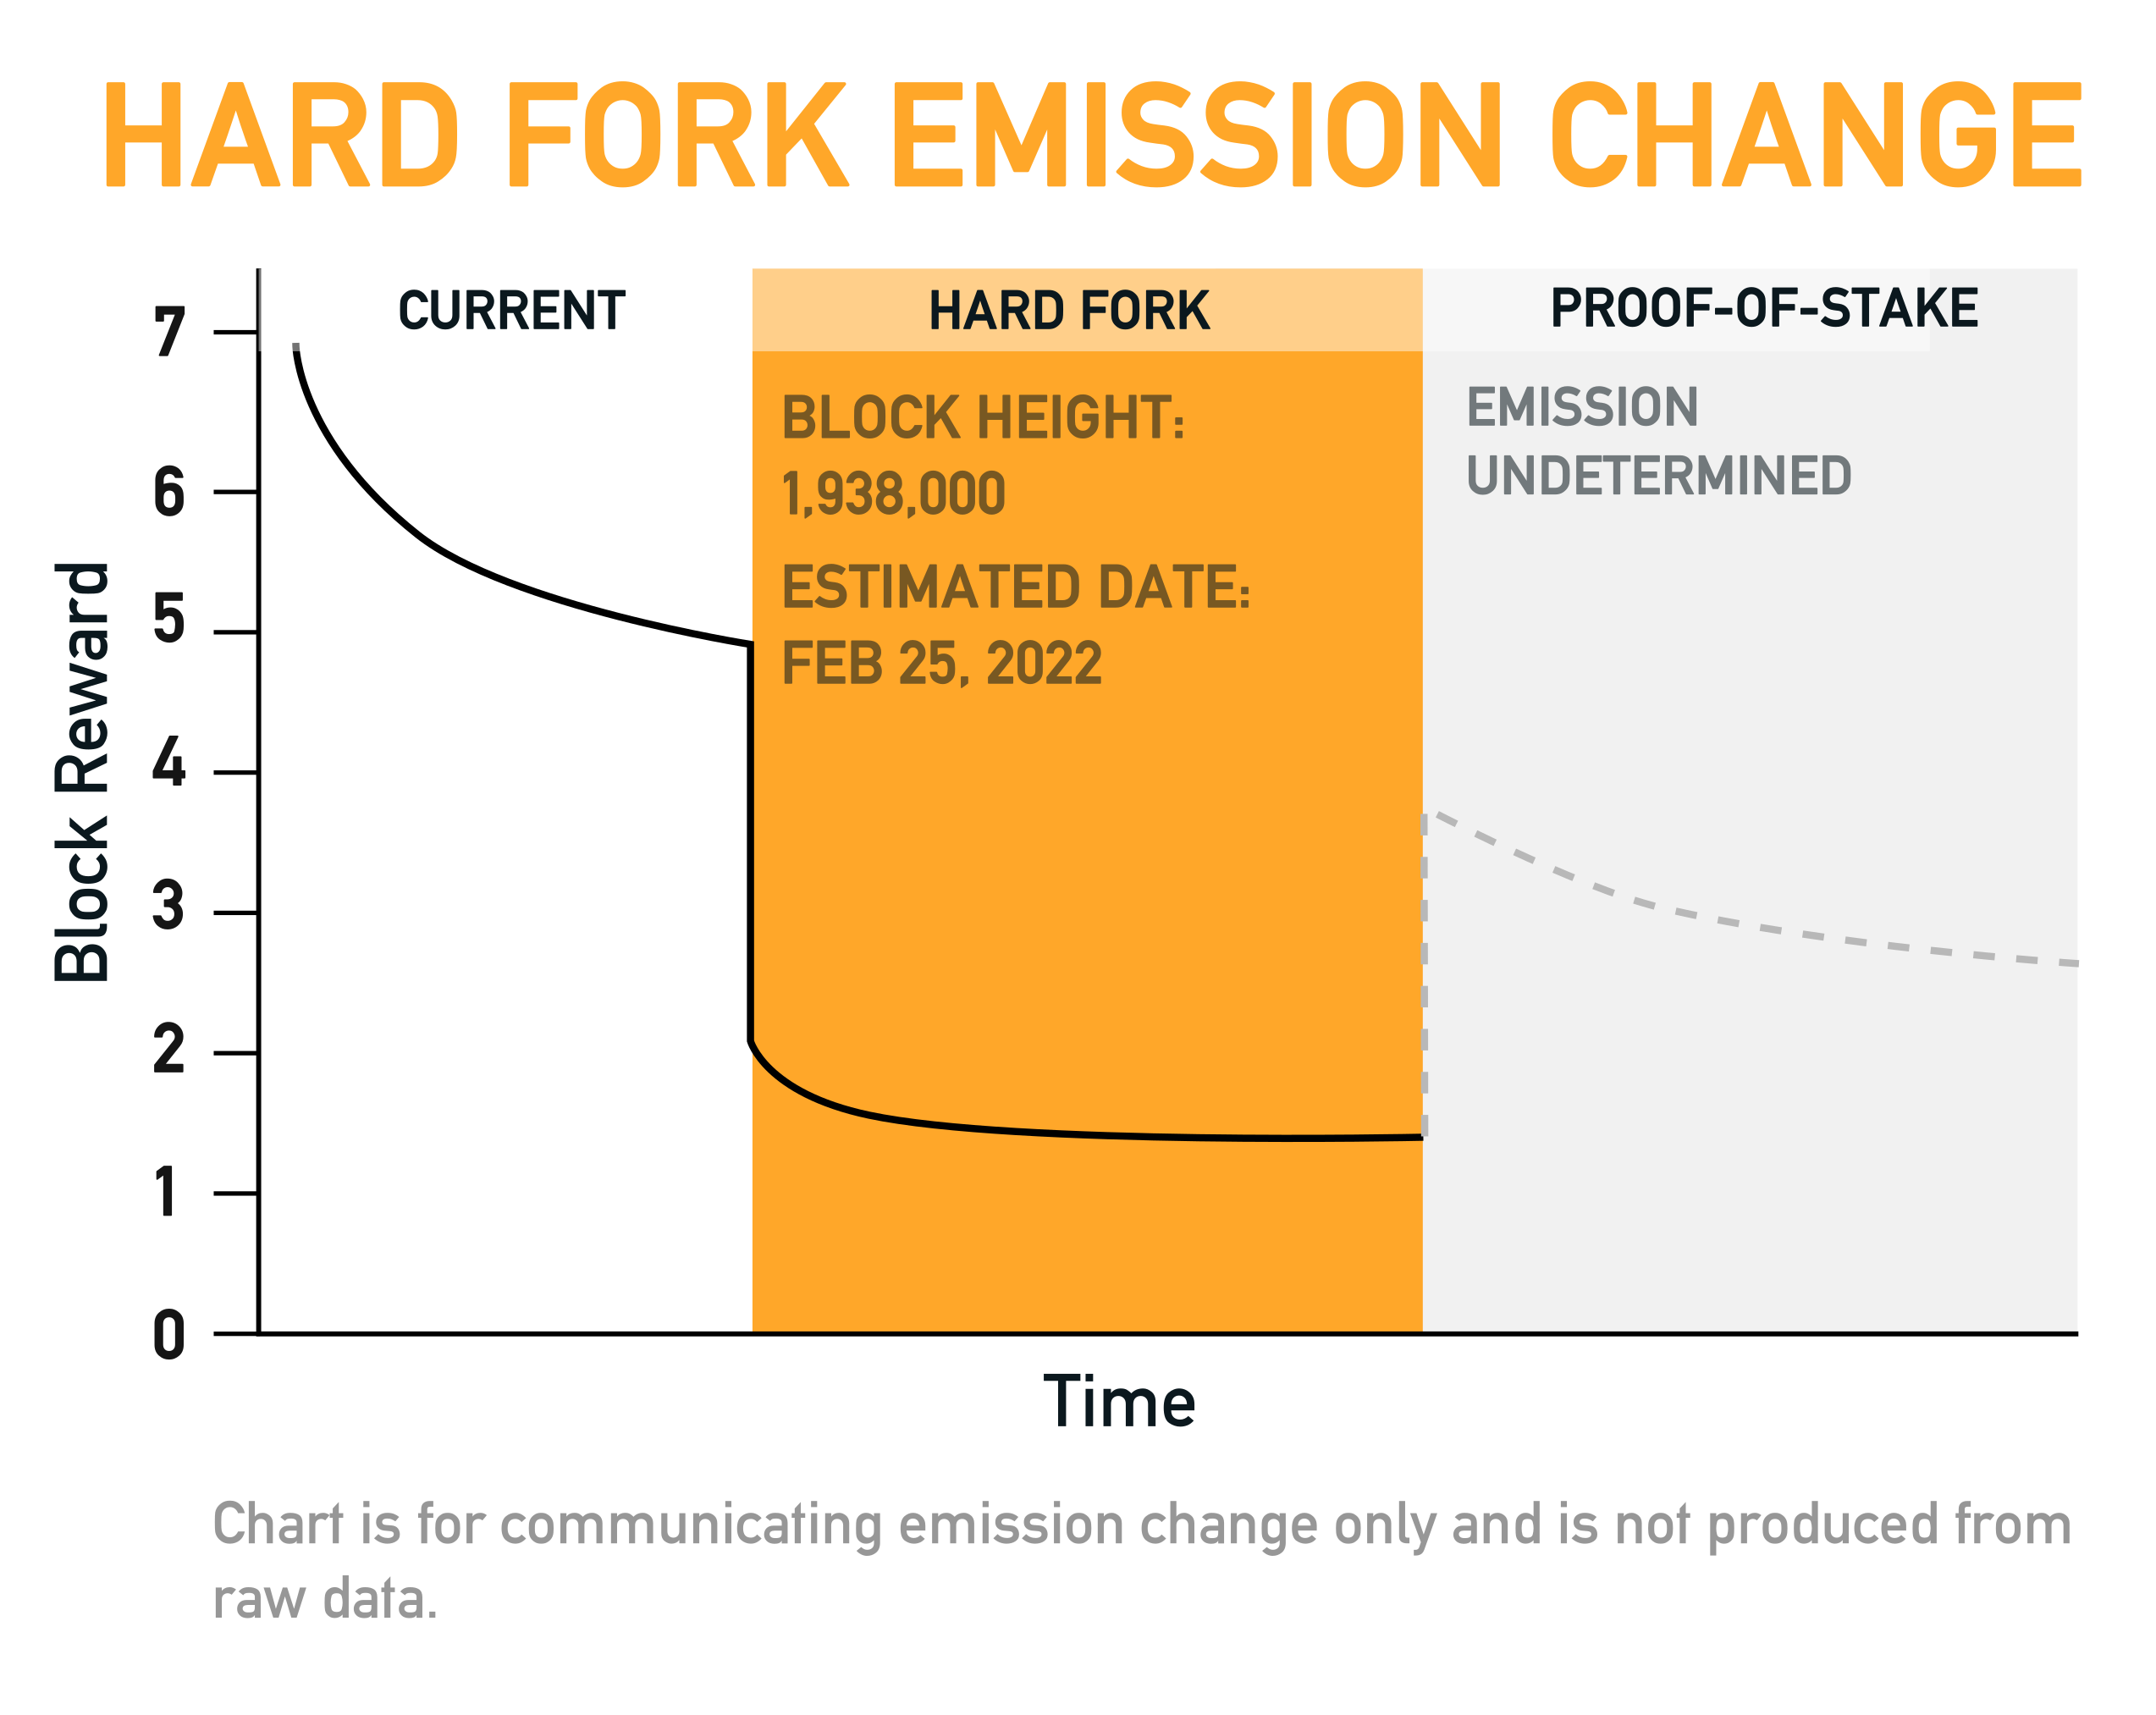 HARD FORK EMISSION CHANGE
CURRENT
HARD FORK
PROOF-OF-STAKE
BLOCK HEIGHT:
1,938,000
ESTIMATED DATE:
FEB 25, 2022
EMISSION
UNDETERMINED
Block Reward
7
6
5
4
3
2
1
0
Time
Chart is for communicating emission change only and is not produced from
raw data.